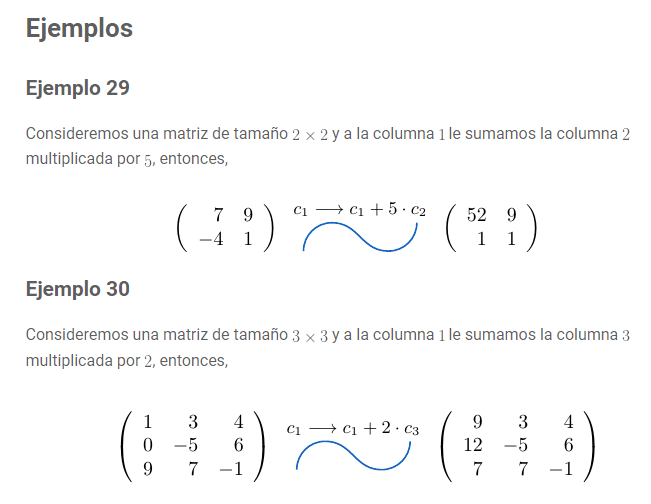 Ejemplos
Ejemplo 29
Consideremos una matriz de tamaño 2 × 2 y a la columna 1 le sumamos la columna 2
multiplicada por 5, entonces,
7 9 c₁ ⟶ c₁ + 5 · c₂ 52 9
−4 1 1 1
Ejemplo 30
Consideremos una matriz de tamaño 3 × 3 y a la columna 1 le sumamos la columna 3
multiplicada por 2, entonces,
1 3 4 9 3 4
0 −5 6 c₁ ⟶ c₁ + 2 · c₃ 12 −5 6
9 7 −1 7 7 −1